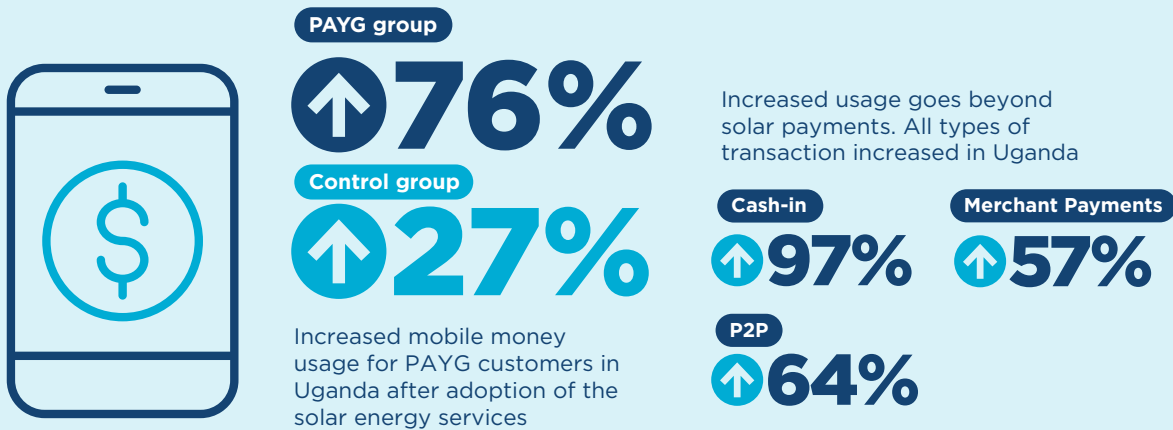 PAYG group
76%
Control group
27%
Increased mobile money
usage for PAYG customers in
Uganda after adoption of the
solar energy services
Increased usage goes beyond
solar payments. All types of
transaction increased in Uganda
Cash-in
97%
Merchant Payments
57%
P2P
64%